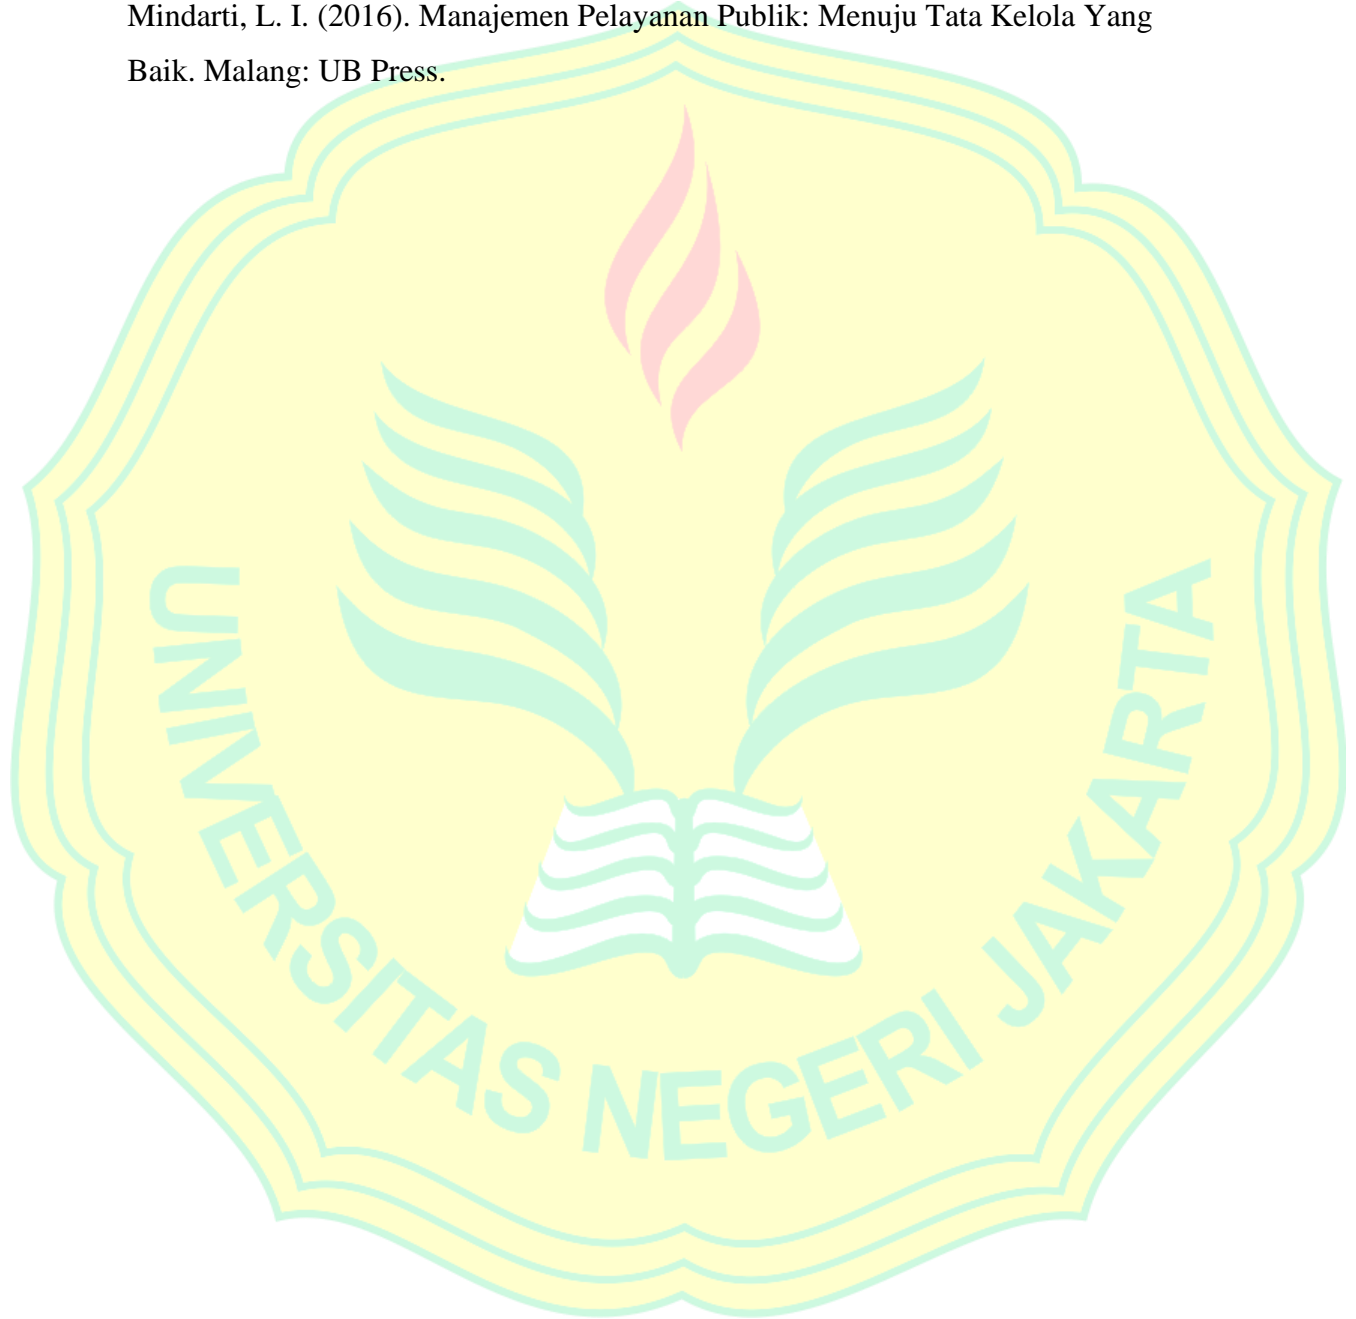 Mindarti, L. I. (2016). Manajemen Pelayanan Publik: Menuju Tata Kelola Yang
Baik. Malang: UB Press.
UNIVERSITAS NEGERI JAKARTA